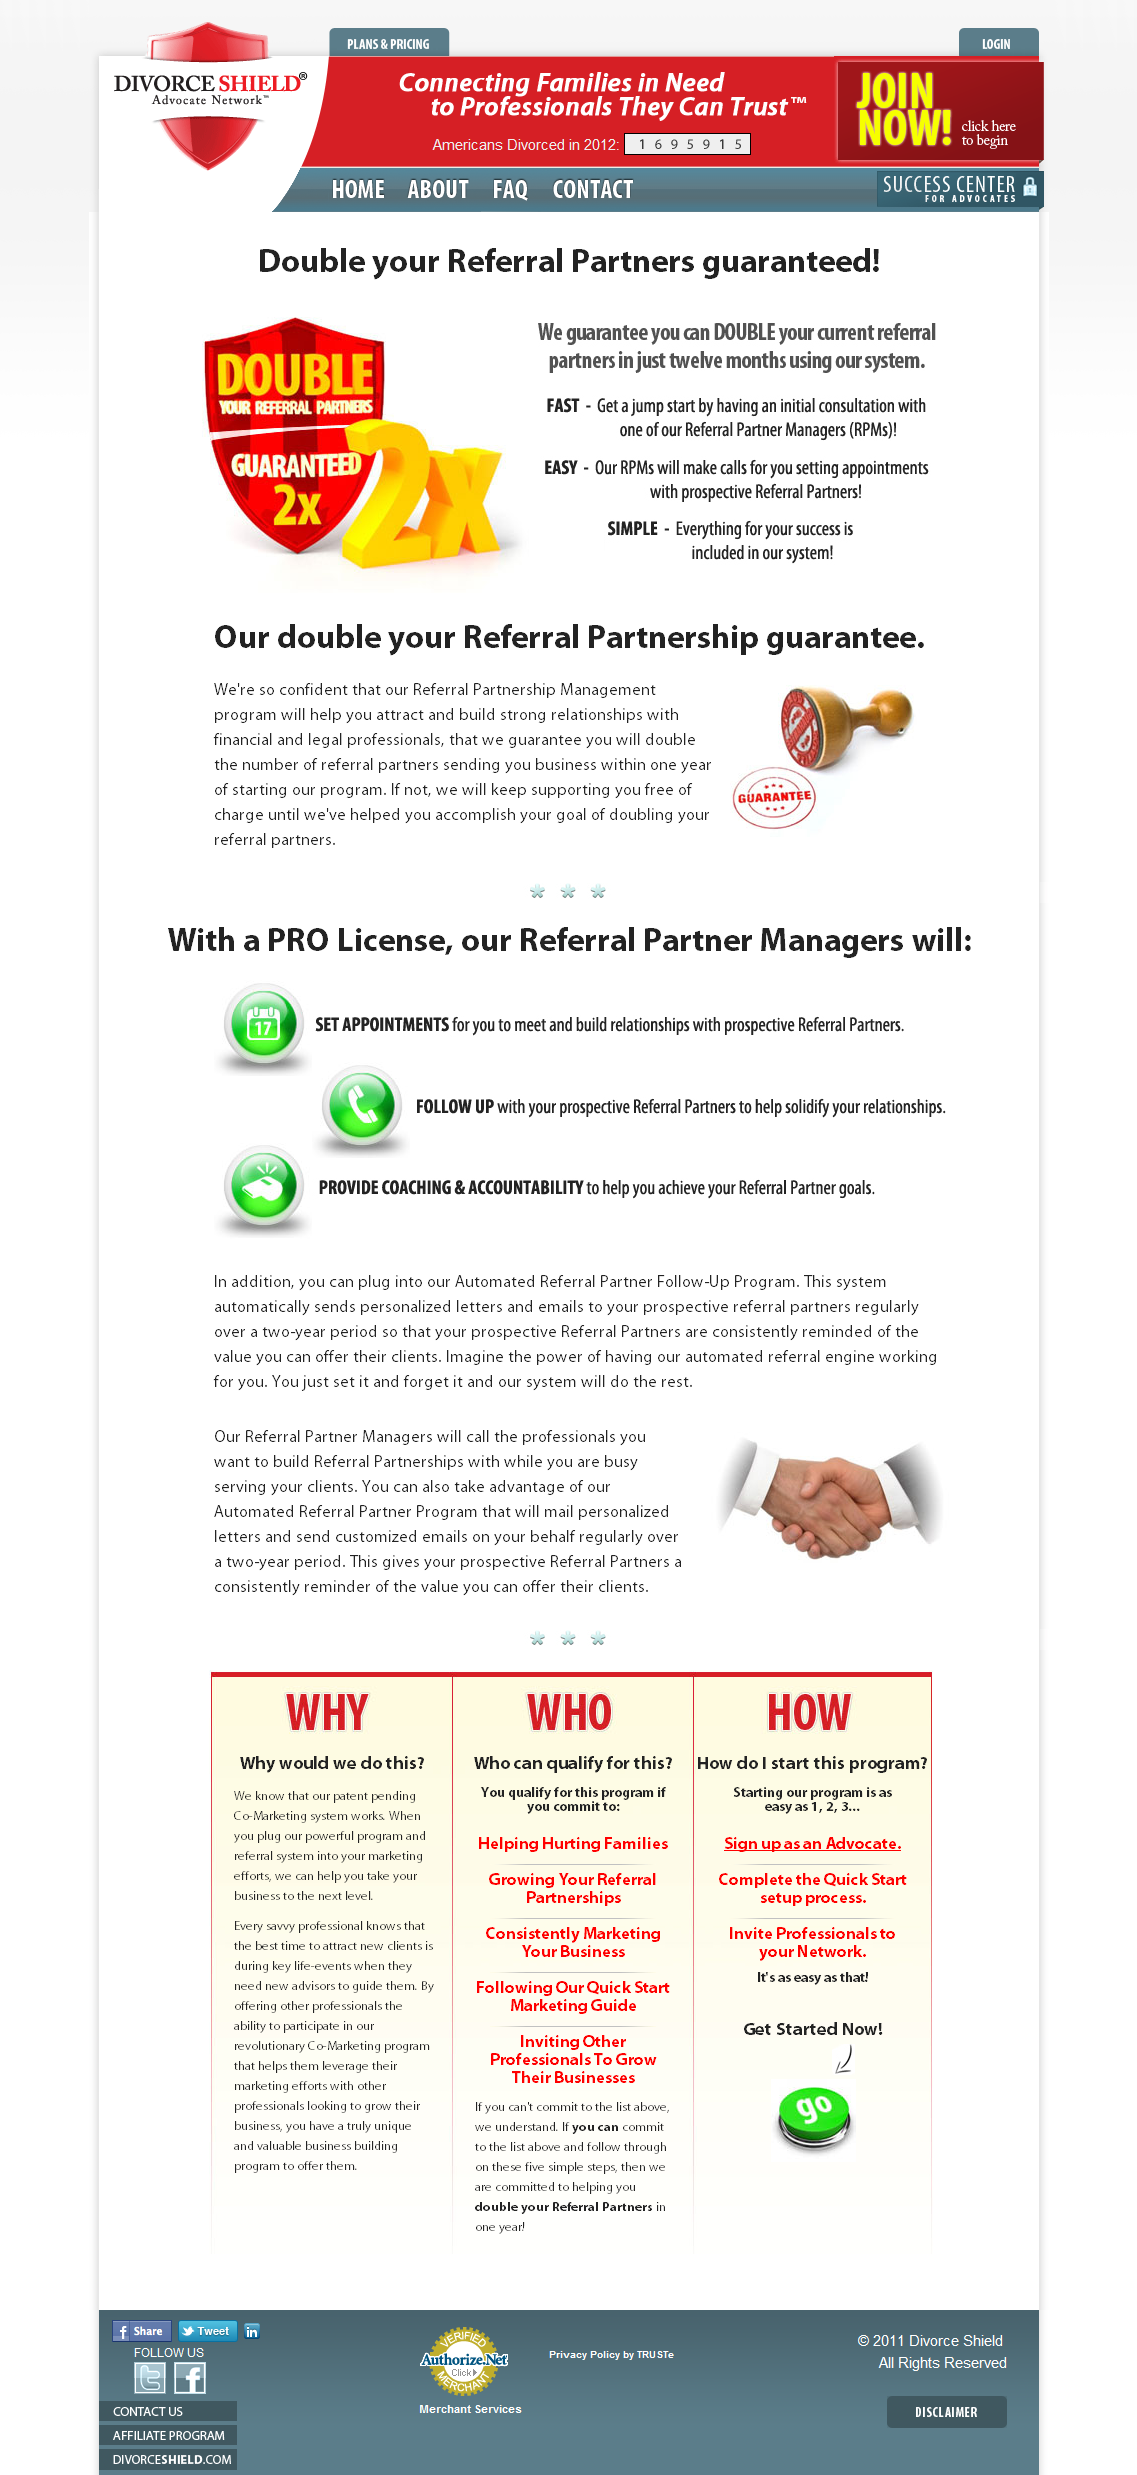 PLANS & PRICING
LOGIN
DIVORCE SHIELD®
Advocate Network™
Connecting Families in Need
to Professionals They Can Trust™
Americans Divorced in 2012: 1 6 9 5 9 1 5
JOIN
NOW!
click here
to begin
HOME ABOUT FAQ CONTACT
SUCCESS CENTER
FOR ADVOCATES
Double your Referral Partners guaranteed!
DOUBLE
YOUR REFERRAL PARTNERS
GUARANTEED
2x
2x
We guarantee you can DOUBLE your current referral
partners in just twelve months using our system.
FAST - Get a jump start by having an initial consultation with
one of our Referral Partner Managers (RPMs)!
EASY - Our RPMs will make calls for you setting appointments
with prospective Referral Partners!
SIMPLE - Everything for your success is
included in our system!
Our double your Referral Partnership guarantee.
We're so confident that our Referral Partnership Management
program will help you attract and build strong relationships with
financial and legal professionals, that we guarantee you will double
the number of referral partners sending you business within one year
of starting our program. If not, we will keep supporting you free of
charge until we've helped you accomplish your goal of doubling your
referral partners.
GUARANTEE
* * *
With a PRO License, our Referral Partner Managers will:
17
SET APPOINTMENTS for you to meet and build relationships with prospective Referral Partners.
FOLLOW UP with your prospective Referral Partners to help solidify your relationships.
PROVIDE COACHING & ACCOUNTABILITY to help you achieve your Referral Partner goals.
In addition, you can plug into our Automated Referral Partner Follow-Up Program. This system
automatically sends personalized letters and emails to your prospective referral partners regularly
over a two-year period so that your prospective Referral Partners are consistently reminded of the
value you can offer their clients. Imagine the power of having our automated referral engine working
for you. You just set it and forget it and our system will do the rest.
Our Referral Partner Managers will call the professionals you
want to build Referral Partnerships with while you are busy
serving your clients. You can also take advantage of our
Automated Referral Partner Program that will mail personalized
letters and send customized emails on your behalf regularly over
a two-year period. This gives your prospective Referral Partners a
consistently reminder of the value you can offer their clients.
* * *
WHY
Why would we do this?
We know that our patent pending
Co-Marketing system works. When
you plug our powerful program and
referral system into your marketing
efforts, we can help you take your
business to the next level.
Every savvy professional knows that
the best time to attract new clients is
during key life-events when they
need new advisors to guide them. By
offering other professionals the
ability to participate in our
revolutionary Co-Marketing program
that helps them leverage their
marketing efforts with other
professionals looking to grow their
business, you have a truly unique
and valuable business building
program to offer them.
WHO
Who can qualify for this?
You qualify for this program if
you commit to:
Helping Hurting Families
Growing Your Referral
Partnerships
Consistently Marketing
Your Business
Following Our Quick Start
Marketing Guide
Inviting Other
Professionals To Grow
Their Businesses
If you can't commit to the list above,
we understand. If you can commit
to the list above and follow through
on these five simple steps, then we
are committed to helping you
double your Referral Partners in
one year!
HOW
How do I start this program?
Starting our program is as
easy as 1, 2, 3...
Sign up as an Advocate.
Complete the Quick Start
setup process.
Invite Professionals to
your Network.
It's as easy as that!
Get Started Now!
go
Share
Tweet
in
FOLLOW US
CONTACT US
AFFILIATE PROGRAM
DIVORCESHIELD.COM
VERIFIED
Authorize.Net
Click
MERCHANT
Merchant Services
Privacy Policy by TRUSTe
© 2011 Divorce Shield
All Rights Reserved
DISCLAIMER